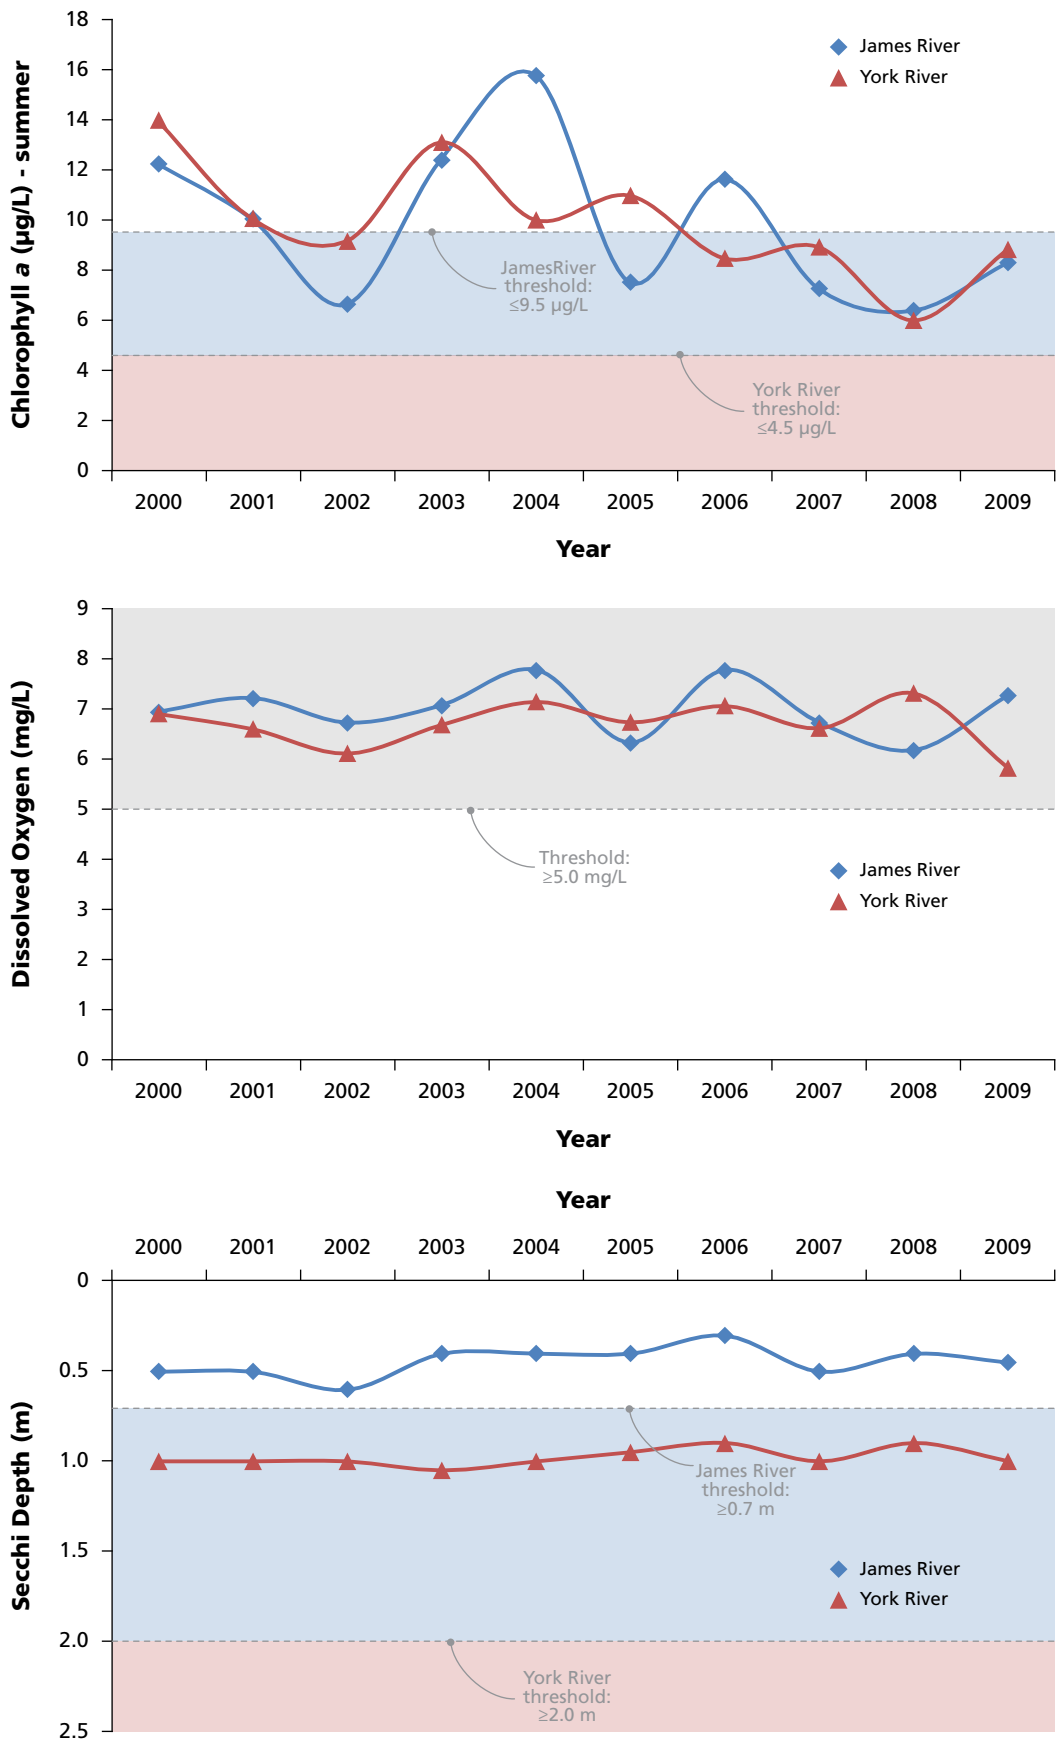 Chlorophyll a (µg/L) - summer
18
16
14
12
10
8
6
4
2
0
James River
York River
JamesRiver
threshold:
≤9.5 µg/L
York River
threshold:
≤4.5 µg/L
2000 2001 2002 2003 2004 2005 2006 2007 2008 2009
Year
Dissolved Oxygen (mg/L)
9
8
7
6
5
4
3
2
1
0
Threshold:
≥5.0 mg/L
James River
York River
2000 2001 2002 2003 2004 2005 2006 2007 2008 2009
Year
Year
2000 2001 2002 2003 2004 2005 2006 2007 2008 2009
Secchi Depth (m)
0
0.5
1.0
1.5
2.0
2.5
James River
threshold:
≥0.7 m
James River
York River
York River
threshold:
≥2.0 m